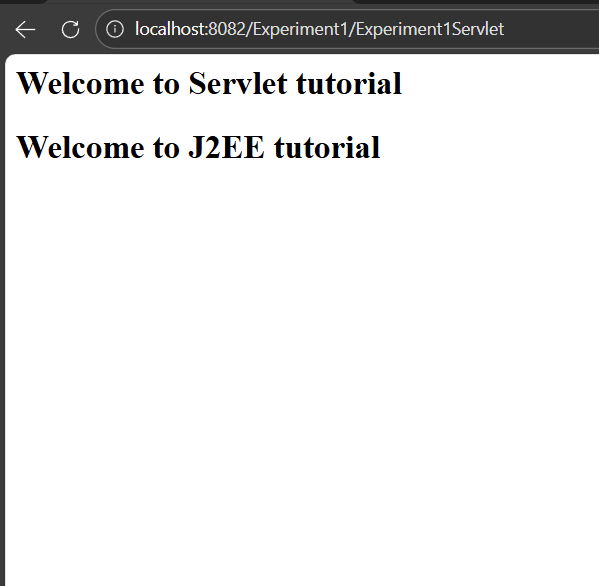 localhost:8082/Experiment1/Experiment1Servlet
Welcome to Servlet tutorial
Welcome to J2EE tutorial